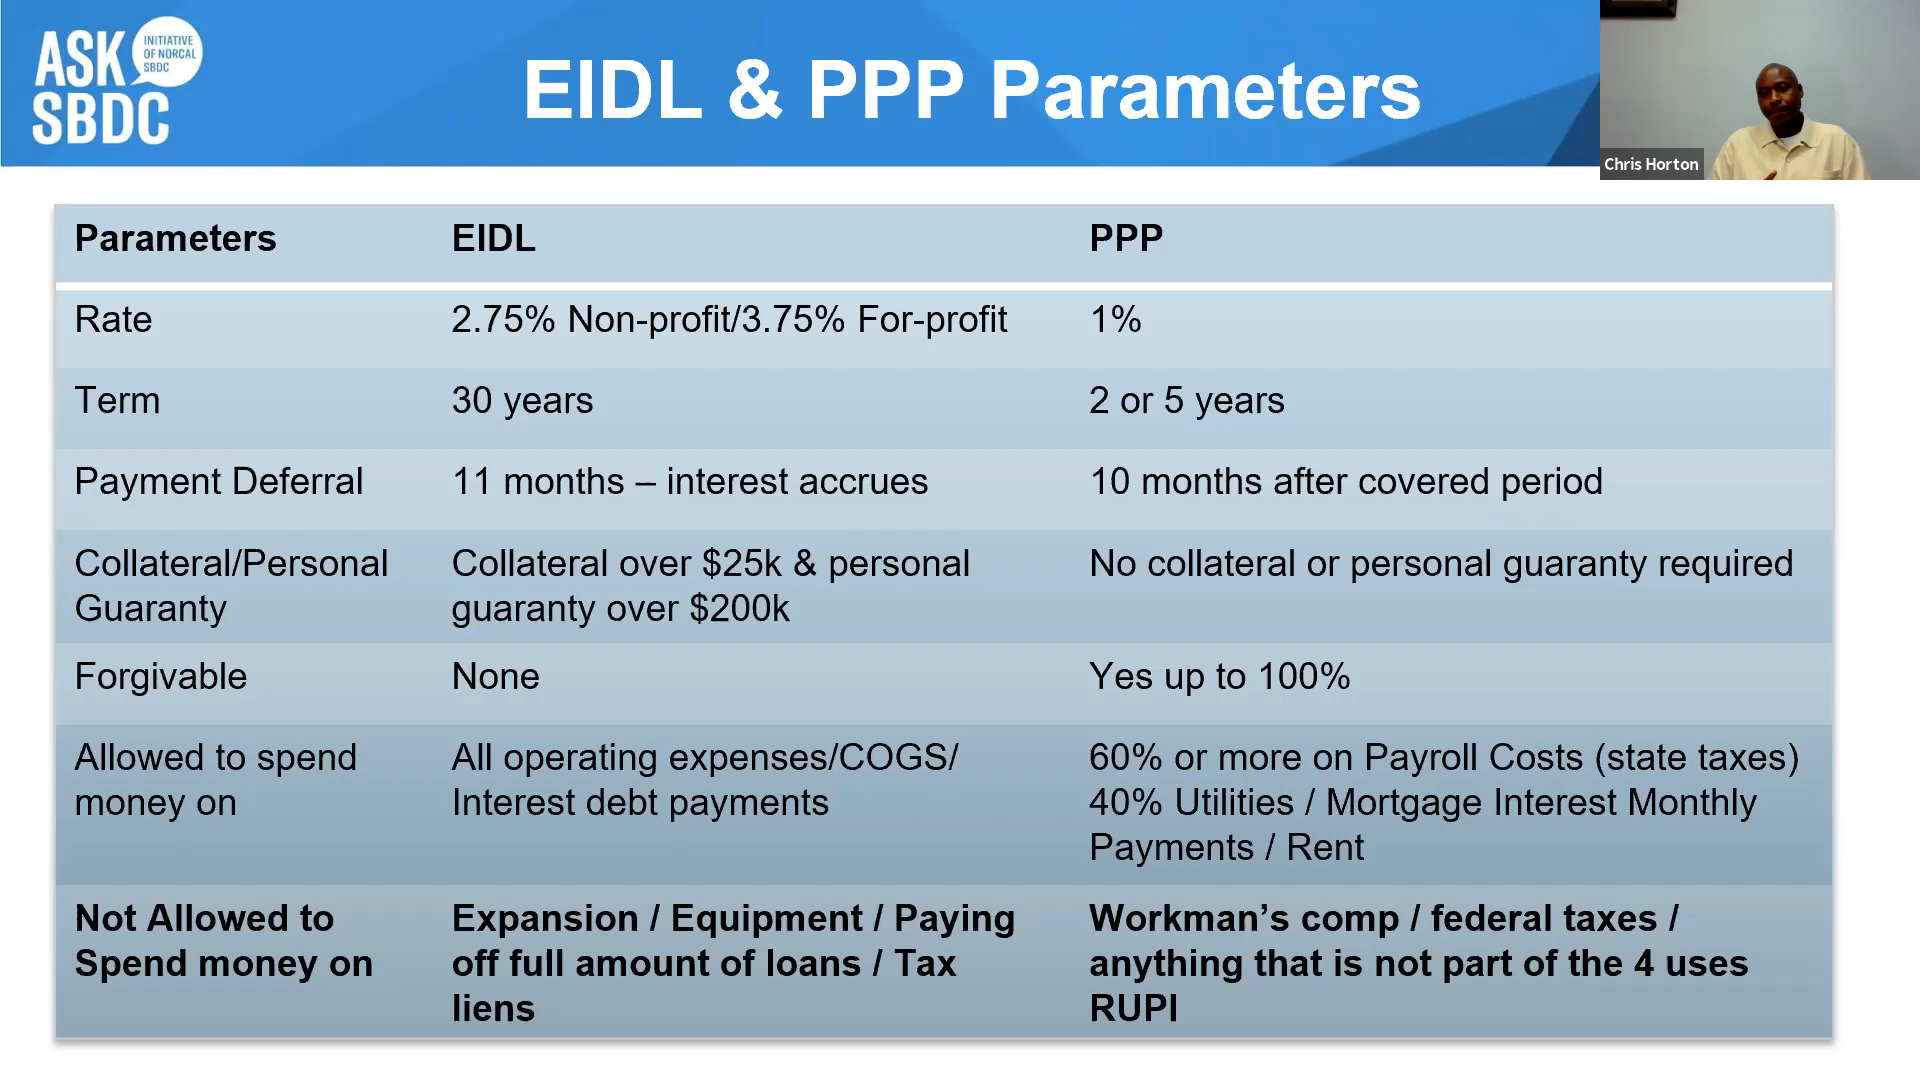 ASK
SBDC
INITIATIVE
OF NORCAL
SBDC
EIDL & PPP Parameters
Chris Horton
Parameters EIDL PPP
Rate 2.75% Non-profit/3.75% For-profit 1%
Term 30 years 2 or 5 years
Payment Deferral 11 months – interest accrues 10 months after covered period
Collateral/Personal Collateral over $25k & personal No collateral or personal guaranty required
Guaranty guaranty over $200k
Forgivable None Yes up to 100%
Allowed to spend All operating expenses/COGS/ 60% or more on Payroll Costs (state taxes)
money on Interest debt payments 40% Utilities / Mortgage Interest Monthly
Payments / Rent
Not Allowed to Expansion / Equipment / Paying Workman’s comp / federal taxes /
Spend money on off full amount of loans / Tax anything that is not part of the 4 uses
liens RUPI